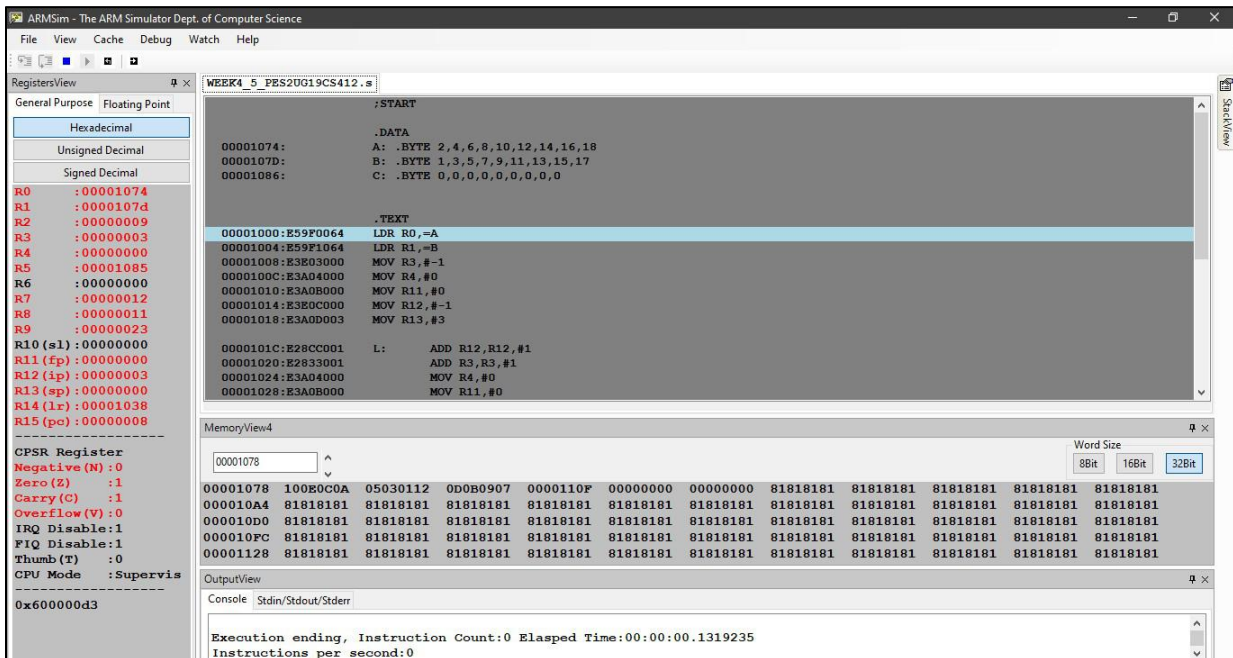 ARMSim - The ARM Simulator Dept. of Computer Science
File View Cache Debug Watch Help
RegistersView
General Purpose Floating Point
Hexadecimal
Unsigned Decimal
Signed Decimal
R0 :00001074
R1 :0000107d
R2 :00000009
R3 :00000003
R4 :00000000
R5 :00001085
R6 :00000000
R7 :00000012
R8 :00000011
R9 :00000023
R10(sl):00000000
R11(fp):00000000
R12(ip):00000003
R13(sp):00000000
R14(lr):00001038
R15(pc):00000008
------------------
CPSR Register
Negative(N):0
Zero(Z) :1
Carry(C) :1
Overflow(V):0
IRQ Disable:1
FIQ Disable:1
Thumb(T) :0
CPU Mode :Supervis
------------------
0x600000d3
WEEK4_5_PES2UG19CS412.s
;START
.DATA
00001074: A: .BYTE 2,4,6,8,10,12,14,16,18
0000107D: B: .BYTE 1,3,5,7,9,11,13,15,17
00001086: C: .BYTE 0,0,0,0,0,0,0,0,0
.TEXT
00001000:E59F0064 LDR R0,=A
00001004:E59F1064 LDR R1,=B
00001008:E3E03000 MOV R3,#-1
0000100C:E3A04000 MOV R4,#0
00001010:E3A0B000 MOV R11,#0
00001014:E3E0C000 MOV R12,#-1
00001018:E3A0D003 MOV R13,#3
0000101C:E28CC001 L: ADD R12,R12,#1
00001020:E2833001 ADD R3,R3,#1
00001024:E3A04000 MOV R4,#0
00001028:E3A0B000 MOV R11,#0
StackView
MemoryView4
00001078
Word Size
8Bit 16Bit 32Bit
00001078 100E0C0A 05030112 0D0B0907 0000110F 00000000 00000000 81818181 81818181 81818181 81818181 81818181
000010A4 81818181 81818181 81818181 81818181 81818181 81818181 81818181 81818181 81818181 81818181 81818181
000010D0 81818181 81818181 81818181 81818181 81818181 81818181 81818181 81818181 81818181 81818181 81818181
000010FC 81818181 81818181 81818181 81818181 81818181 81818181 81818181 81818181 81818181 81818181 81818181
00001128 81818181 81818181 81818181 81818181 81818181 81818181 81818181 81818181 81818181 81818181 81818181
OutputView
Console Stdin/Stdout/Stderr
Execution ending, Instruction Count:0 Elasped Time:00:00:00.1319235
Instructions per second:0